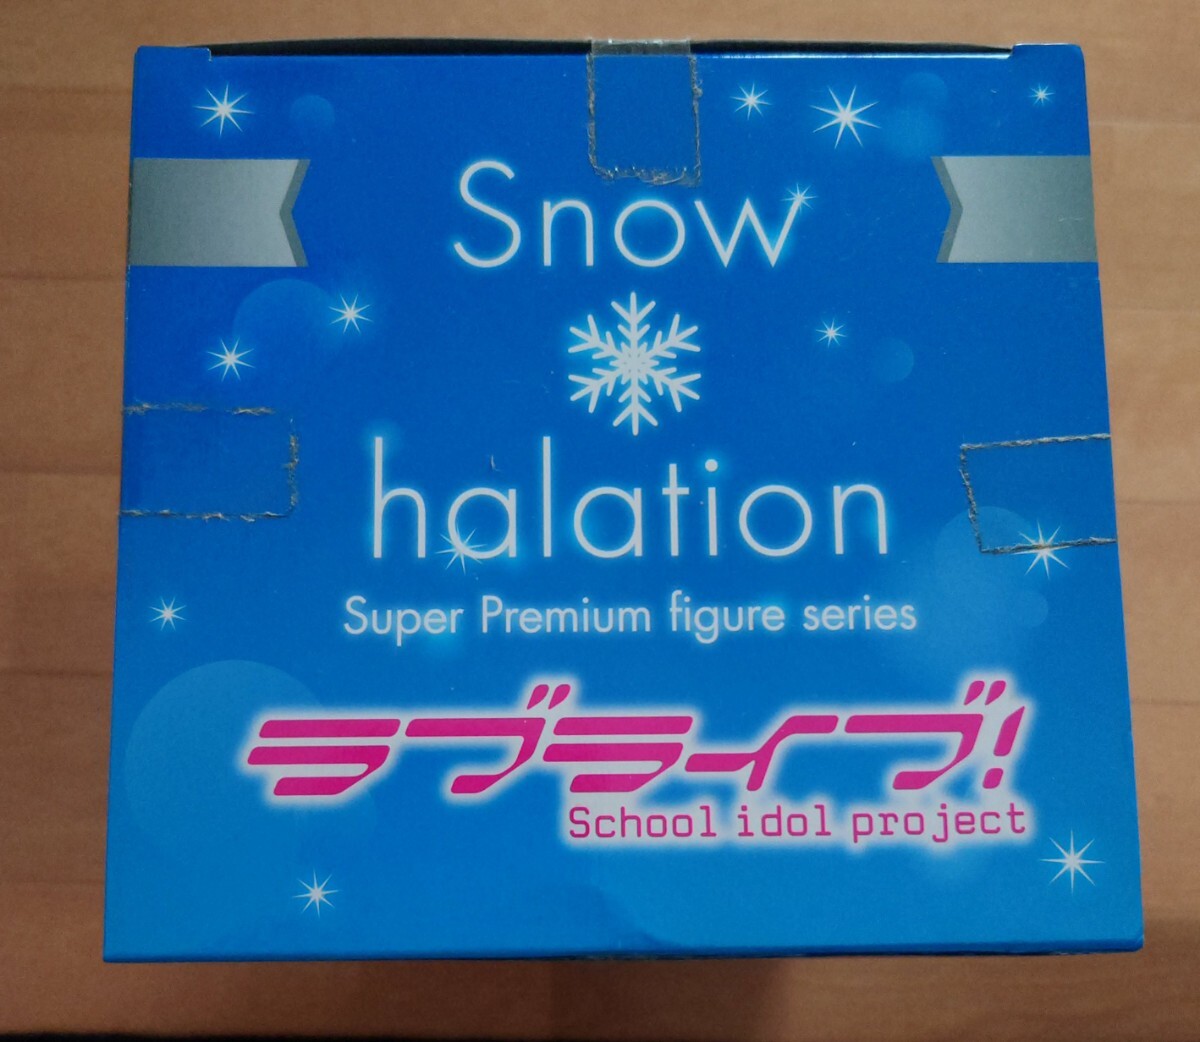 Snow
halation
Super Premium figure series
ラブライブ!
School idol project